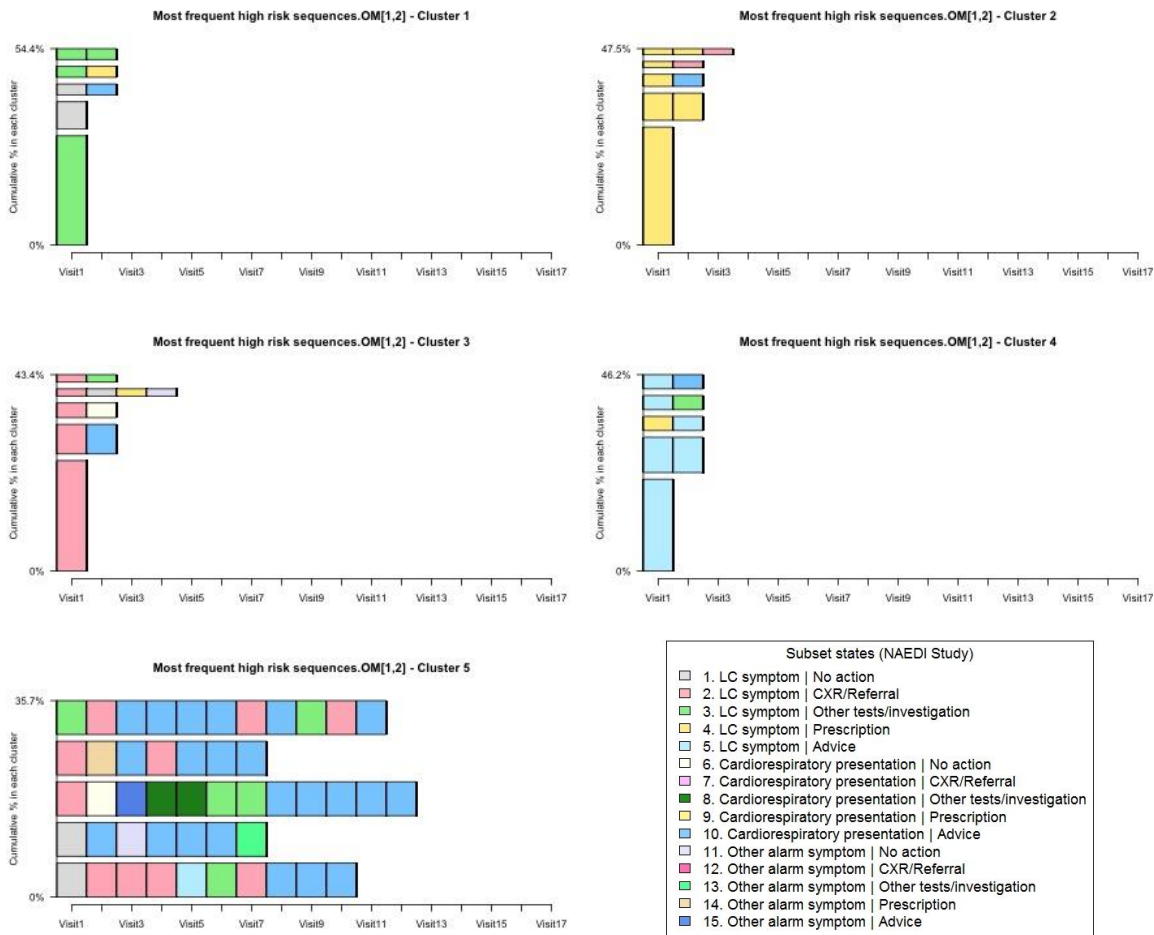 Most frequent high risk sequences.OM[1,2] - Cluster 1
54.4%
Cumulative % in each cluster
0%
Visit1 Visit3 Visit5 Visit7 Visit9 Visit11 Visit13 Visit15 Visit17
Most frequent high risk sequences.OM[1,2] - Cluster 2
47.5%
Cumulative % in each cluster
0%
Visit1 Visit3 Visit5 Visit7 Visit9 Visit11 Visit13 Visit15 Visit17
Most frequent high risk sequences.OM[1,2] - Cluster 3
43.4%
Cumulative % in each cluster
0%
Visit1 Visit3 Visit5 Visit7 Visit9 Visit11 Visit13 Visit15 Visit17
Most frequent high risk sequences.OM[1,2] - Cluster 4
46.2%
Cumulative % in each cluster
0%
Visit1 Visit3 Visit5 Visit7 Visit9 Visit11 Visit13 Visit15 Visit17
Most frequent high risk sequences.OM[1,2] - Cluster 5
35.7%
Cumulative % in each cluster
0%
Visit1 Visit3 Visit5 Visit7 Visit9 Visit11 Visit13 Visit15 Visit17
Subset states (NAEDI Study)
1. LC symptom | No action
2. LC symptom | CXR/Referral
3. LC symptom | Other tests/investigation
4. LC symptom | Prescription
5. LC symptom | Advice
6. Cardiorespiratory presentation | No action
7. Cardiorespiratory presentation | CXR/Referral
8. Cardiorespiratory presentation | Other tests/investigation
9. Cardiorespiratory presentation | Prescription
10. Cardiorespiratory presentation | Advice
11. Other alarm symptom | No action
12. Other alarm symptom | CXR/Referral
13. Other alarm symptom | Other tests/investigation
14. Other alarm symptom | Prescription
15. Other alarm symptom | Advice